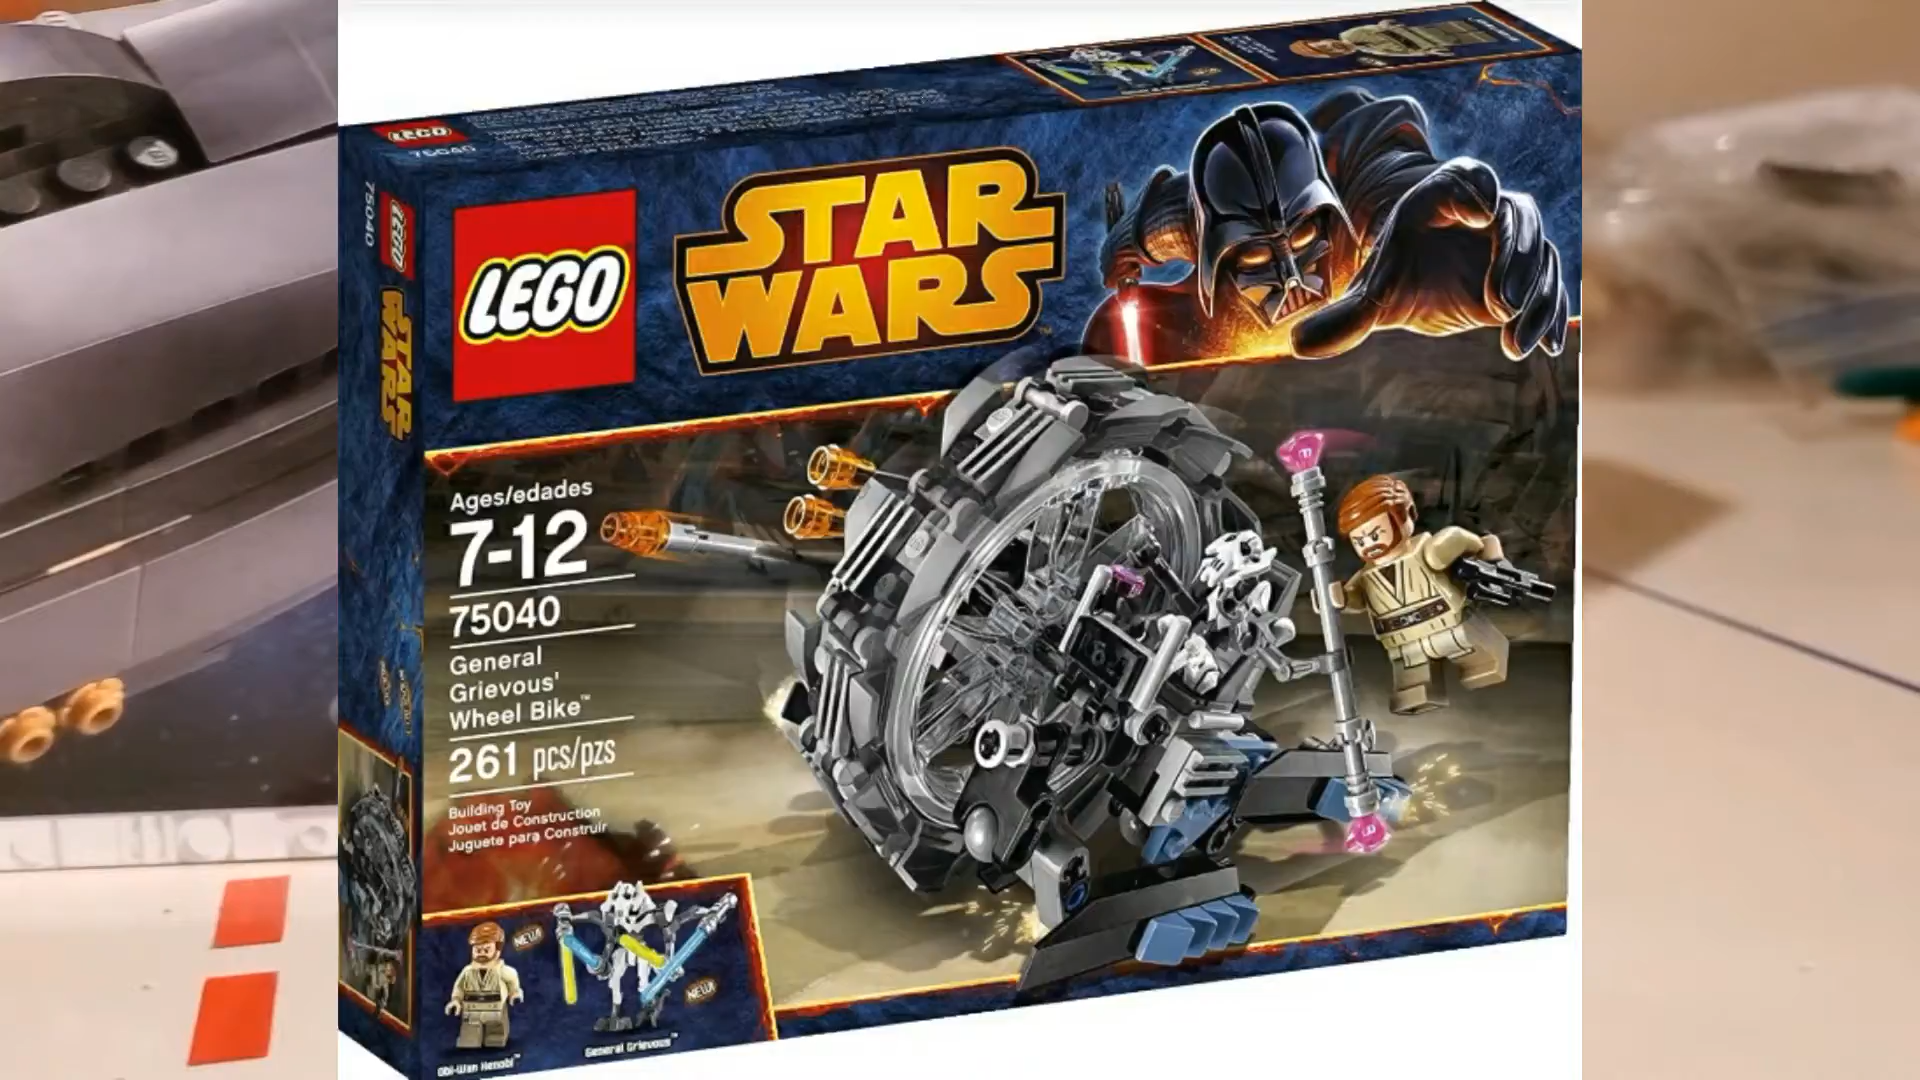 LEGO
75040
75040
LEGO
STAR
WARS
LEGO
STAR
WARS
Ages/edades
7-12
75040
General
Grievous'
Wheel Bike™
261 pcs/pzs
Building Toy
Jouet de Construction
Juguete para Construir
NEW!
NEW!
Obi-Wan Kenobi™
General Grievous™